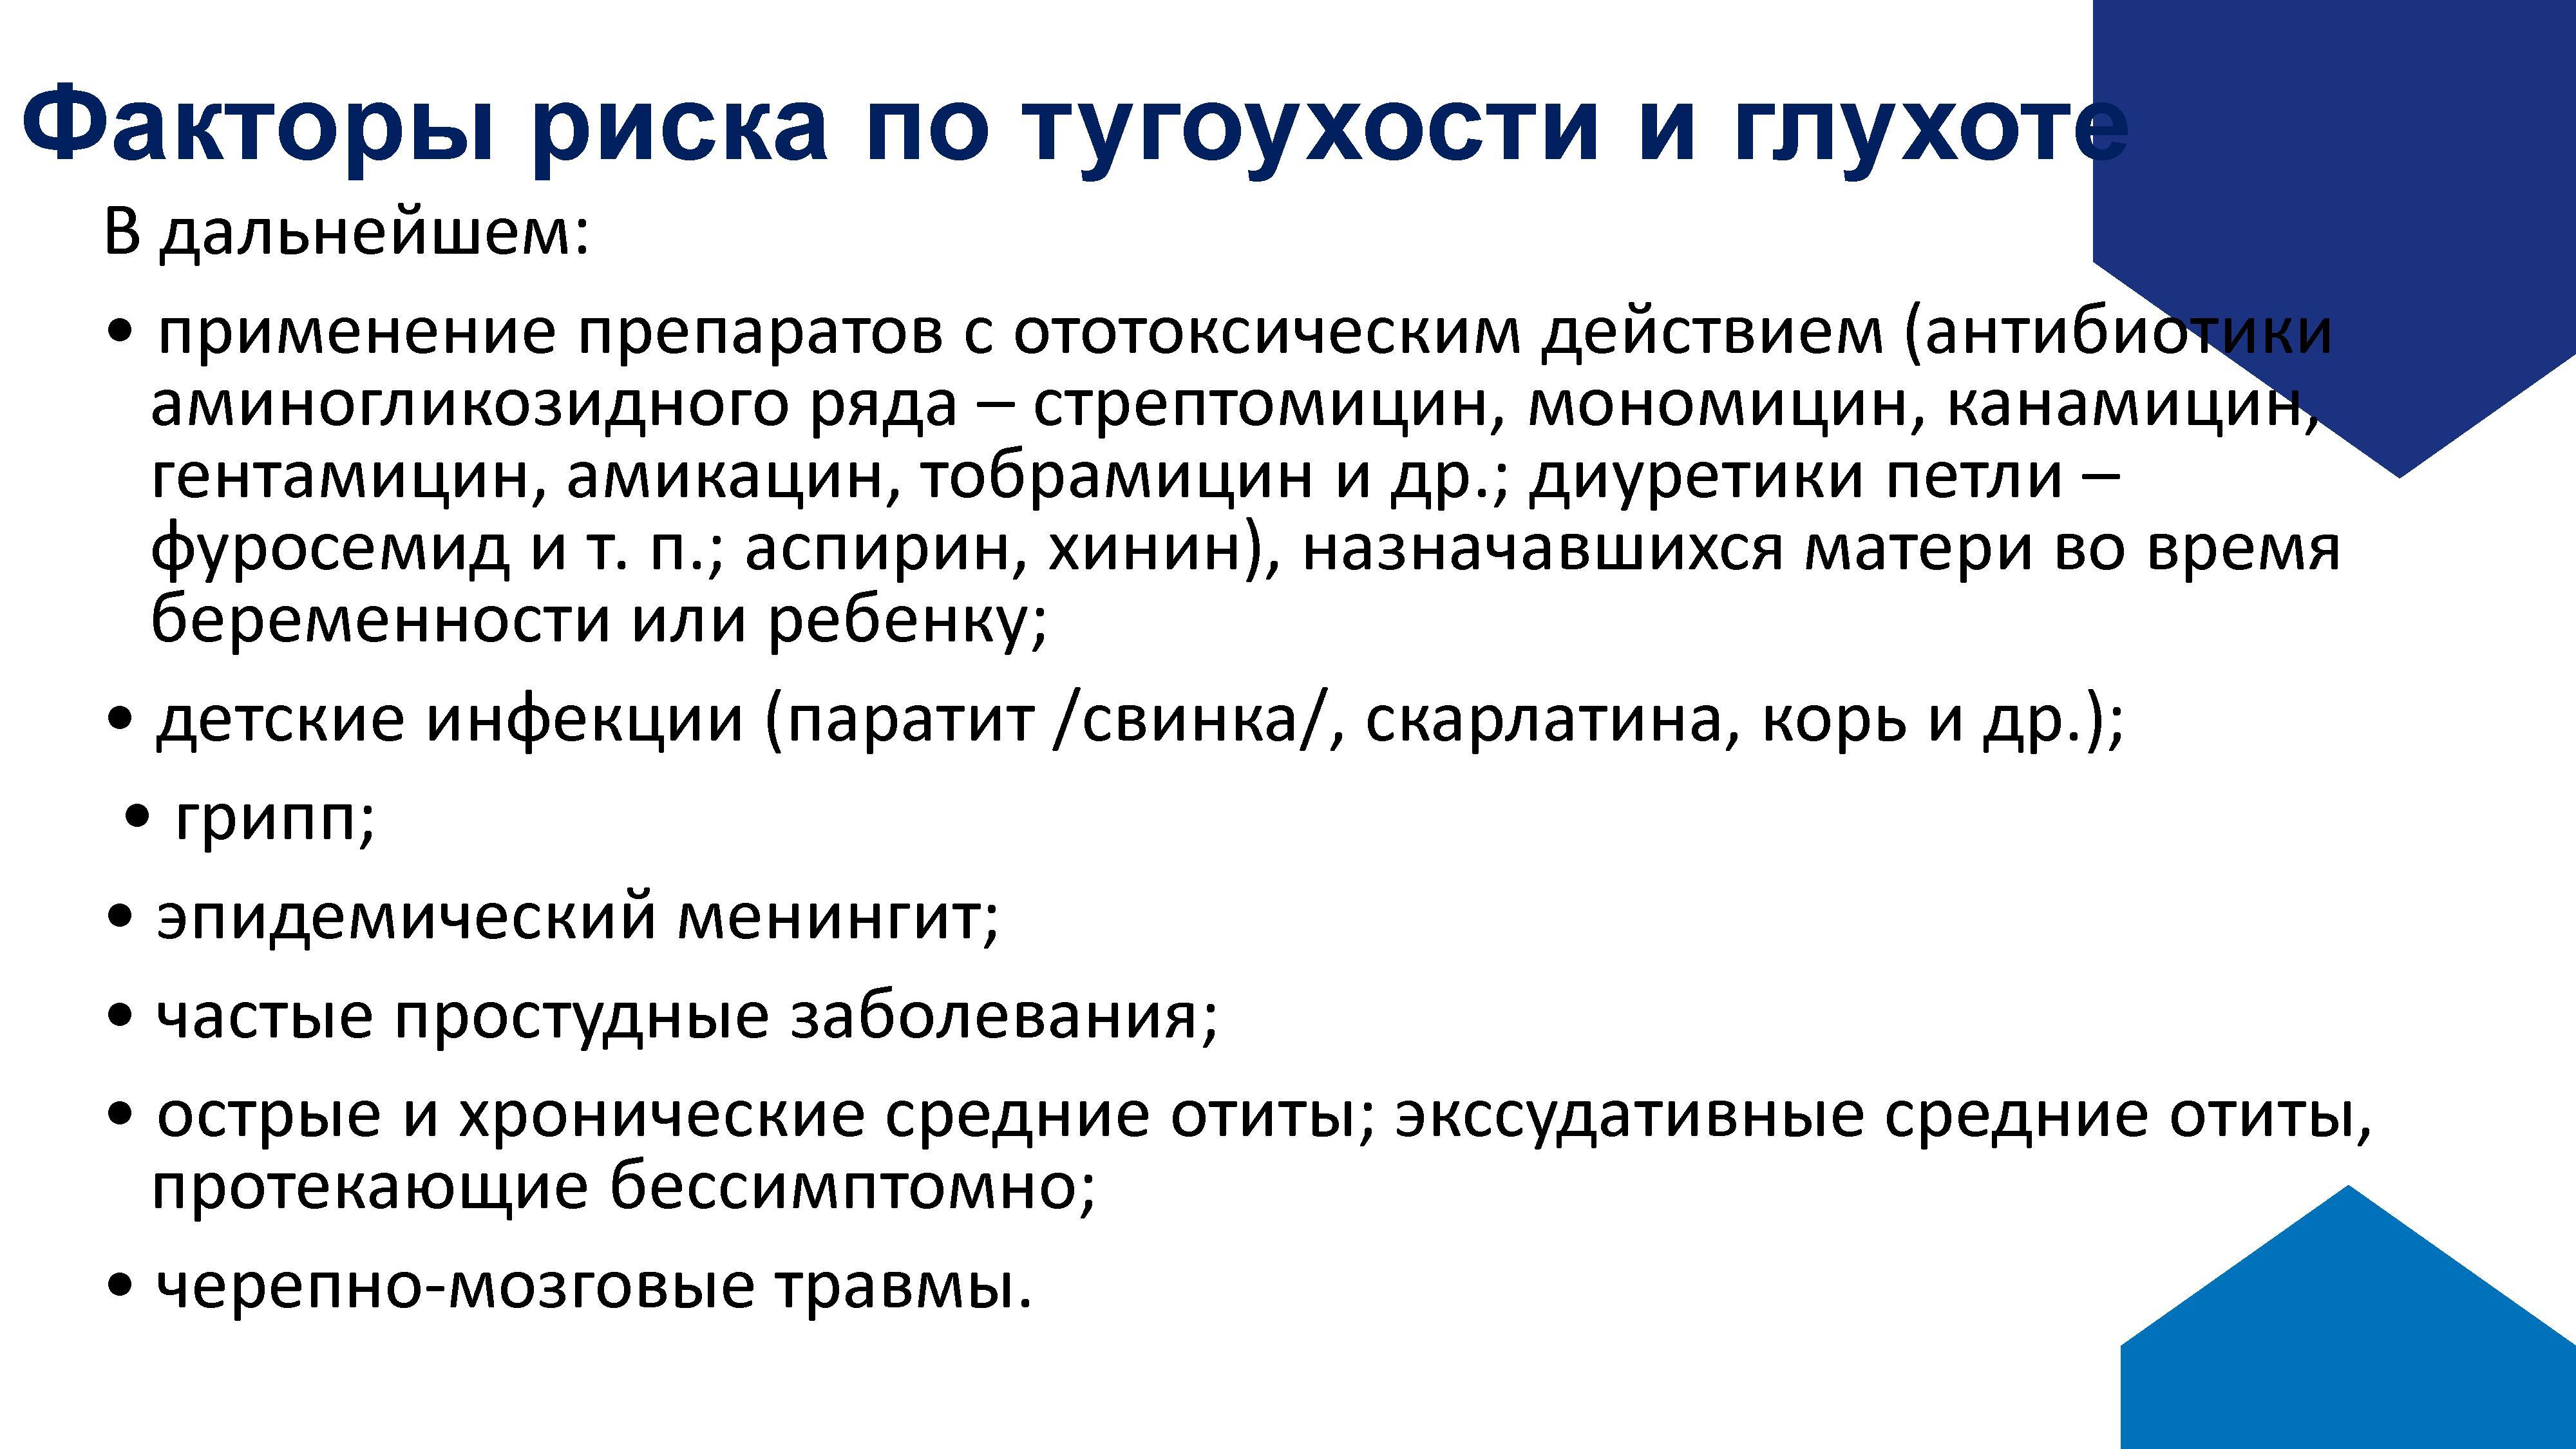 Факторы риска по тугоухости и глухоте
В дальнейшем:
• применение препаратов с ототоксическим действием (антибиотики
аминогликозидного ряда – стрептомицин, мономицин, канамицин,
гентамицин, амикацин, тобрамицин и др.; диуретики петли –
фуросемид и т. п.; аспирин, хинин), назначавшихся матери во время
беременности или ребенку;
• детские инфекции (паратит /свинка/, скарлатина, корь и др.);
• грипп;
• эпидемический менингит;
• частые простудные заболевания;
• острые и хронические средние отиты; экссудативные средние отиты,
протекающие бессимптомно;
• черепно-мозговые травмы.